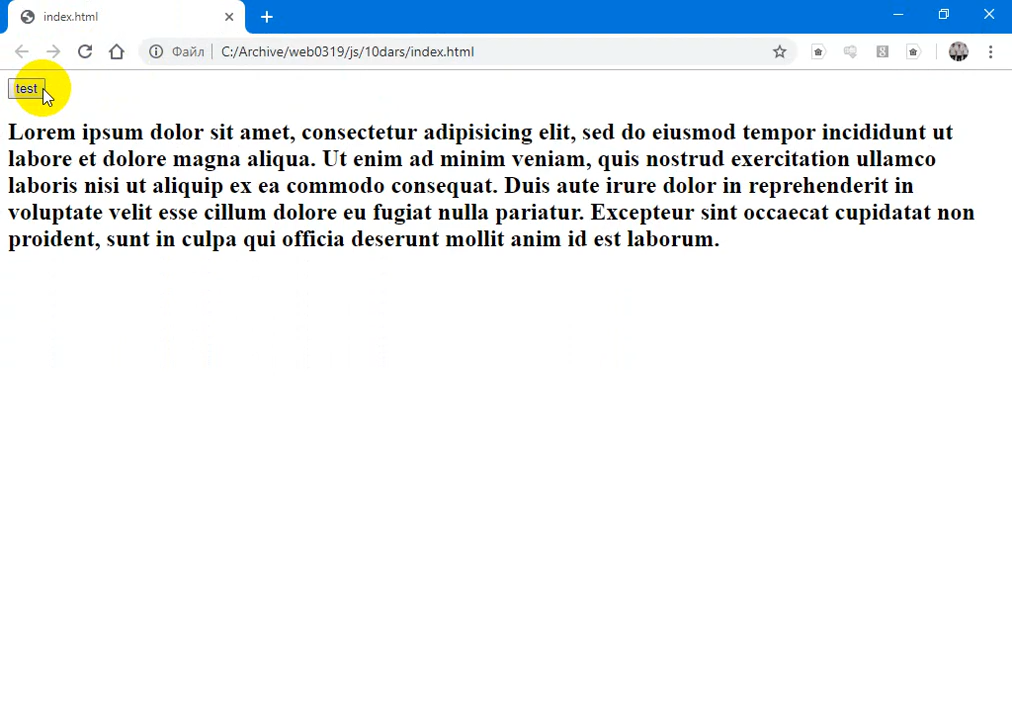 index.html
Файл C:/Archive/web0319/js/10dars/index.html
test
Lorem ipsum dolor sit amet, consectetur adipisicing elit, sed do eiusmod tempor incididunt ut
labore et dolore magna aliqua. Ut enim ad minim veniam, quis nostrud exercitation ullamco
laboris nisi ut aliquip ex ea commodo consequat. Duis aute irure dolor in reprehenderit in
voluptate velit esse cillum dolore eu fugiat nulla pariatur. Excepteur sint occaecat cupidatat non
proident, sunt in culpa qui officia deserunt mollit anim id est laborum.